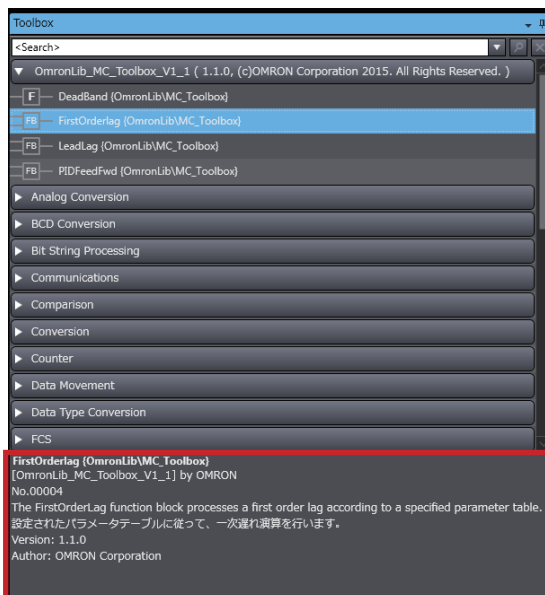 Toolbox
<Search>
OmronLib_MC_Toolbox_V1_1 ( 1.1.0, (c)OMRON Corporation 2015. All Rights Reserved. )
F DeadBand {OmronLib\MC_Toolbox}
FB FirstOrderlag {OmronLib\MC_Toolbox}
FB LeadLag {OmronLib\MC_Toolbox}
FB PIDFeedFwd {OmronLib\MC_Toolbox}
Analog Conversion
BCD Conversion
Bit String Processing
Communications
Comparison
Conversion
Counter
Data Movement
Data Type Conversion
FCS
FirstOrderlag {OmronLib\MC_Toolbox}
[OmronLib_MC_Toolbox_V1_1] by OMRON
No.00004
The FirstOrderLag function block processes a first order lag according to a specified parameter table.
設定されたパラメータテーブルに従って、一次遅れ演算を行います。
Version: 1.1.0
Author: OMRON Corporation